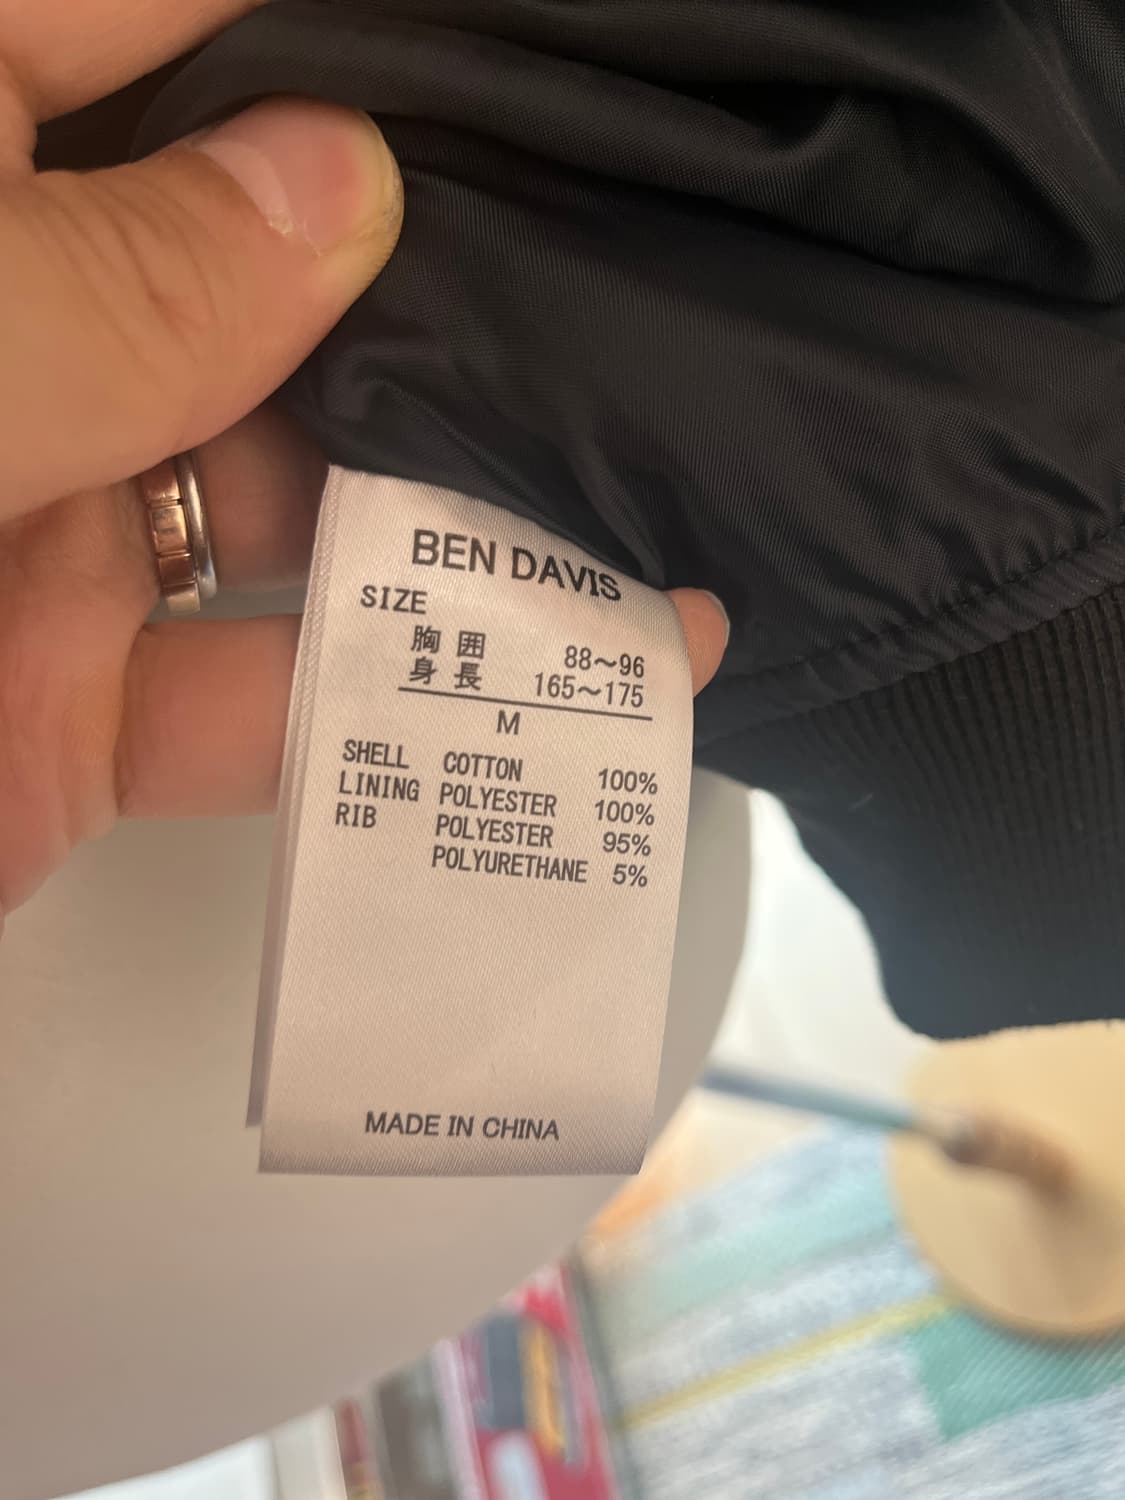 BEN DAVIS
SIZE
胸囲 88～96
身長 165～175
M
SHELL COTTON 100%
LINING POLYESTER 100%
RIB POLYESTER 95%
POLYURETHANE 5%
MADE IN CHINA